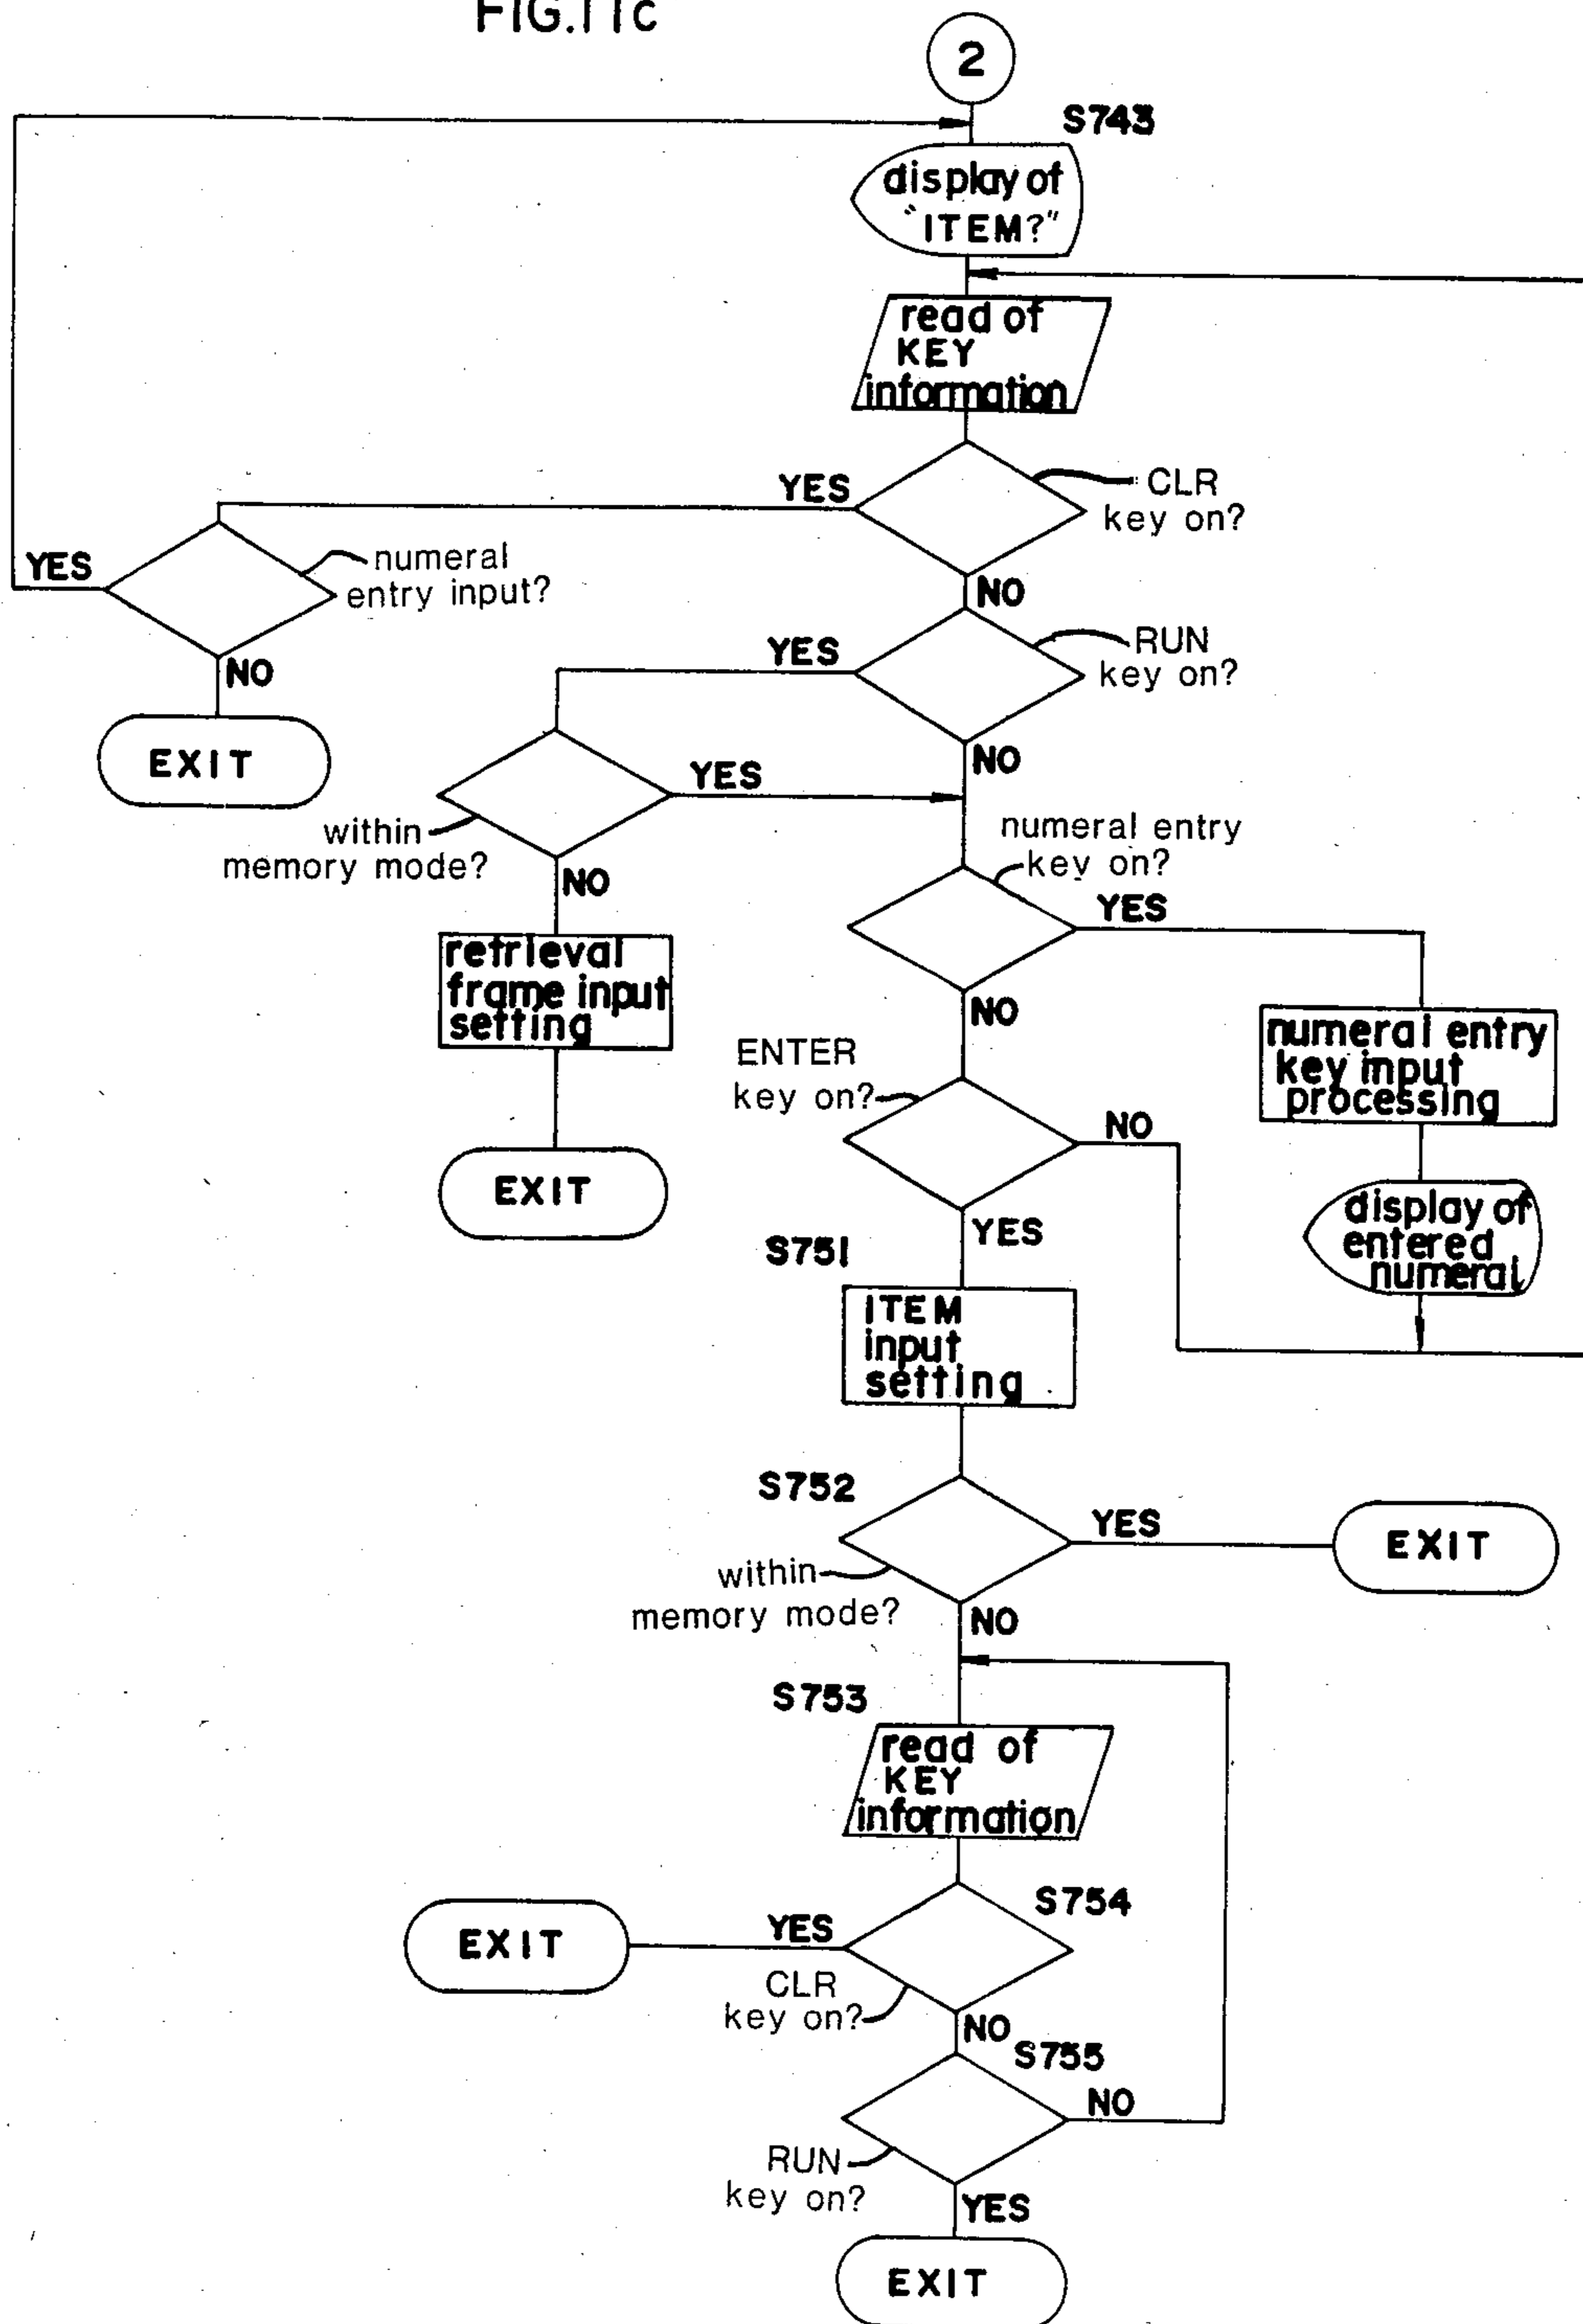 FIG.11c
2
S743
display of
"ITEM?"
read of
KEY
information
YES
CLR
key on?
YES
numeral
entry input?
NO
YES
RUN
key on?
NO
EXIT
NO
YES
within
memory mode?
numeral entry
key on?
NO
YES
retrieval
frame input
setting
NO
numeral entry
key input
processing
ENTER
key on?
NO
EXIT
display of
entered
numeral
YES
S751
ITEM
input
setting
S752
YES
EXIT
within
memory mode?
NO
S753
read of
KEY
information
S754
YES
EXIT
CLR
key on?
NO
S755
NO
RUN
key on?
YES
EXIT